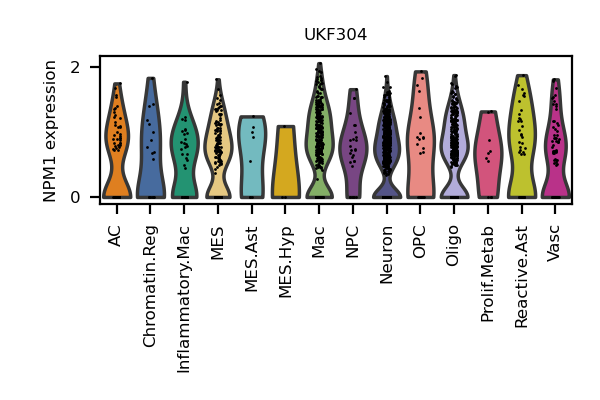 UKF304
NPM1 expression
2
0
AC
Chromatin.Reg
Inflammatory.Mac
MES
MES.Ast
MES.Hyp
Mac
NPC
Neuron
OPC
Oligo
Prolif.Metab
Reactive.Ast
Vasc